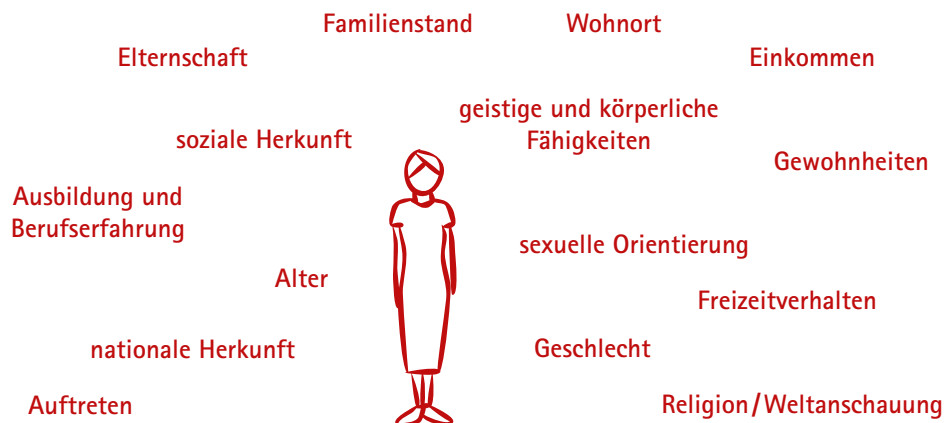 Familienstand
Wohnort
Elternschaft
Einkommen
geistige und körperliche
Fähigkeiten
soziale Herkunft
Gewohnheiten
Ausbildung und
Berufserfahrung
sexuelle Orientierung
Alter
Freizeitverhalten
nationale Herkunft
Geschlecht
Auftreten
Religion/Weltanschauung